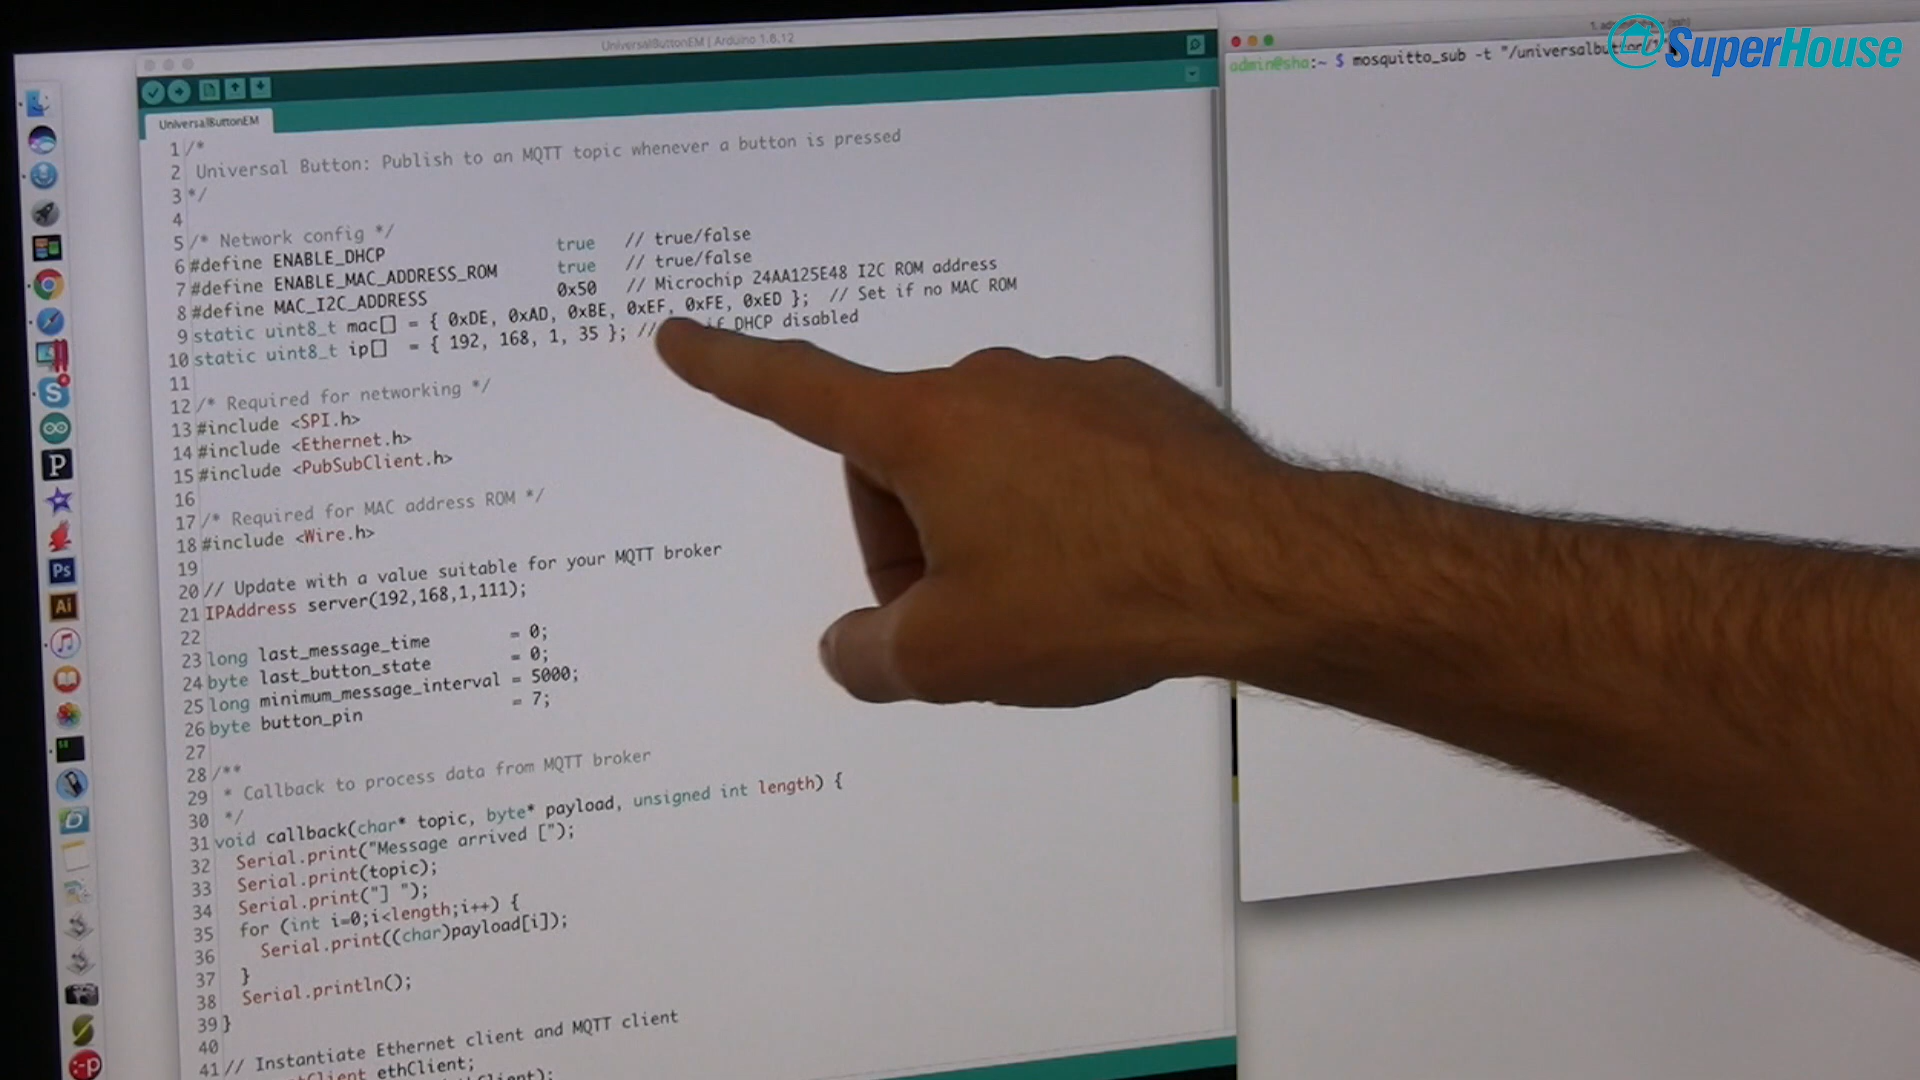 UniversalButtonEM | Arduino 1.6.12
UniversalButtonEM
1 /*
2 Universal Button: Publish to an MQTT topic whenever a button is pressed
3 */
4
5 /* Network config */
6 #define ENABLE_DHCP true // true/false
7 #define ENABLE_MAC_ADDRESS_ROM true // true/false
8 #define MAC_I2C_ADDRESS 0x50 // Microchip 24AA125E48 I2C ROM address
9 static uint8_t mac[] = { 0xDE, 0xAD, 0xBE, 0xEF, 0xFE, 0xED }; // Set if no MAC ROM
10 static uint8_t ip[] = { 192, 168, 1, 35 }; // if DHCP disabled
11
12 /* Required for networking */
13 #include <SPI.h>
14 #include <Ethernet.h>
15 #include <PubSubClient.h>
16
17 /* Required for MAC address ROM */
18 #include <Wire.h>
19
20 // Update with a value suitable for your MQTT broker
21 IPAddress server(192,168,1,111);
22
23 long last_message_time = 0;
24 byte last_button_state = 0;
25 long minimum_message_interval = 5000;
26 byte button_pin = 7;
27
28 /**
29 * Callback to process data from MQTT broker
30 */
31 void callback(char* topic, byte* payload, unsigned int length) {
32 Serial.print("Message arrived [");
33 Serial.print(topic);
34 Serial.print("] ");
35 for (int i=0;i<length;i++) {
36 Serial.print((char)payload[i]);
37 }
38 Serial.println();
39 }
40
41 // Instantiate Ethernet client and MQTT client
ethClient;
admin@sha:~ $ mosquitto_sub -t "/universalbutton/1"
SuperHouse
P
Ps
Ai
S
:-p